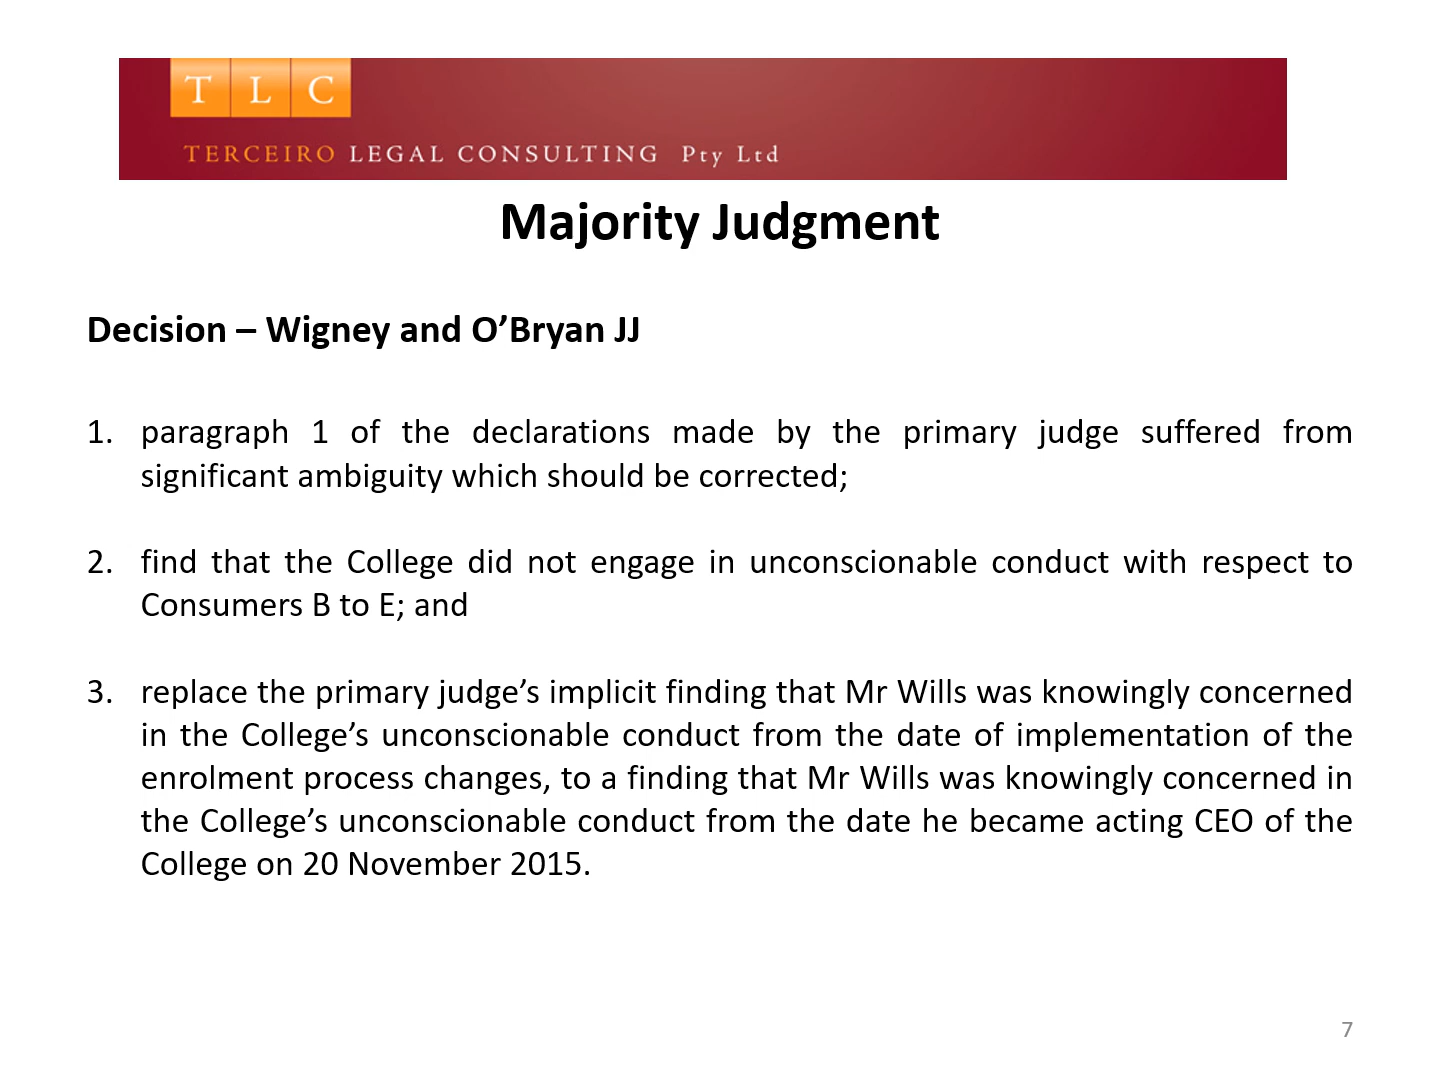 T L C
TERCEIRO LEGAL CONSULTING Pty Ltd
Majority Judgment
Decision – Wigney and O’Bryan JJ
1. paragraph 1 of the declarations made by the primary judge suffered from
significant ambiguity which should be corrected;
2. find that the College did not engage in unconscionable conduct with respect to
Consumers B to E; and
3. replace the primary judge’s implicit finding that Mr Wills was knowingly concerned
in the College’s unconscionable conduct from the date of implementation of the
enrolment process changes, to a finding that Mr Wills was knowingly concerned in
the College’s unconscionable conduct from the date he became acting CEO of the
College on 20 November 2015.
7